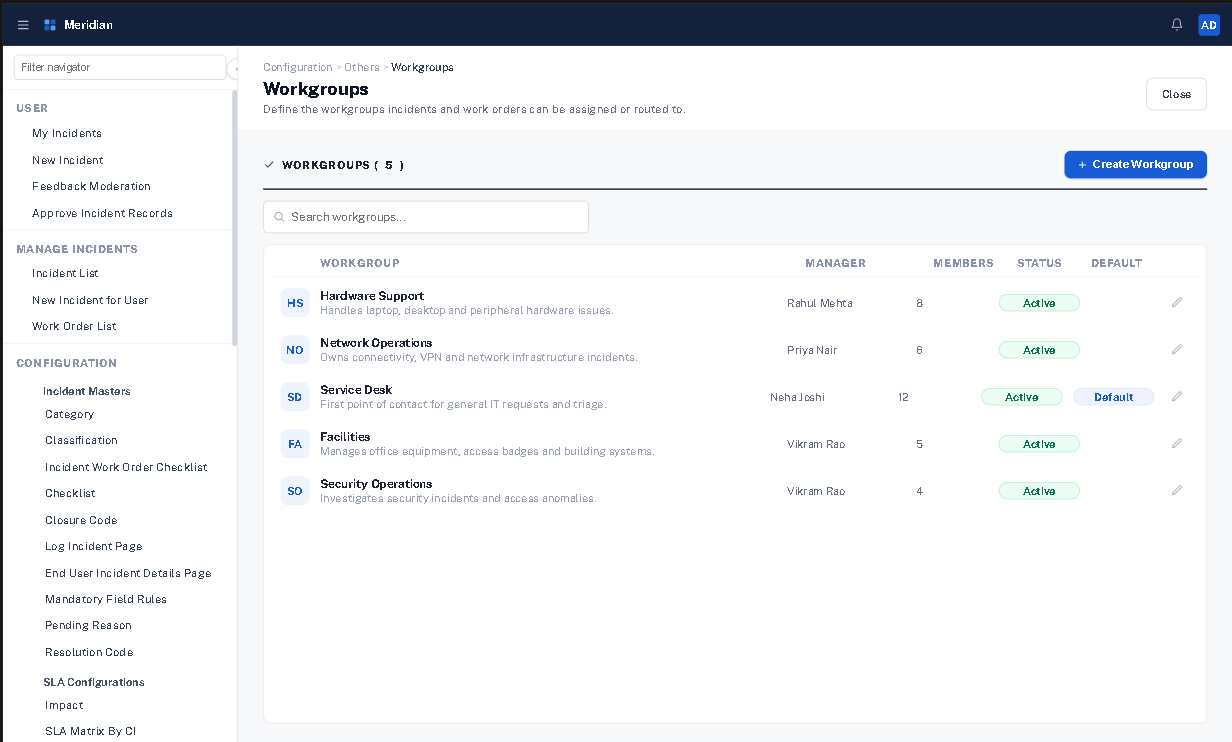 Meridian
AD
Filter navigator
USER
My Incidents
New Incident
Feedback Moderation
Approve Incident Records
MANAGE INCIDENTS
Incident List
New Incident for User
Work Order List
CONFIGURATION
Incident Masters
Category
Classification
Incident Work Order Checklist
Checklist
Closure Code
Log Incident Page
End User Incident Details Page
Mandatory Field Rules
Pending Reason
Resolution Code
SLA Configurations
Impact
SLA Matrix By CI
Configuration > Others > Workgroups
Workgroups
Define the workgroups incidents and work orders can be assigned or routed to.
Close
WORKGROUPS ( 5 )
+ Create Workgroup
Search workgroups...
WORKGROUP MANAGER MEMBERS STATUS DEFAULT
HS Hardware Support Rahul Mehta 8 Active
Handles laptop, desktop and peripheral hardware issues.
NO Network Operations Priya Nair 6 Active
Owns connectivity, VPN and network infrastructure incidents.
SD Service Desk Neha Joshi 12 Active Default
First point of contact for general IT requests and triage.
FA Facilities Vikram Rao 5 Active
Manages office equipment, access badges and building systems.
SO Security Operations Vikram Rao 4 Active
Investigates security incidents and access anomalies.